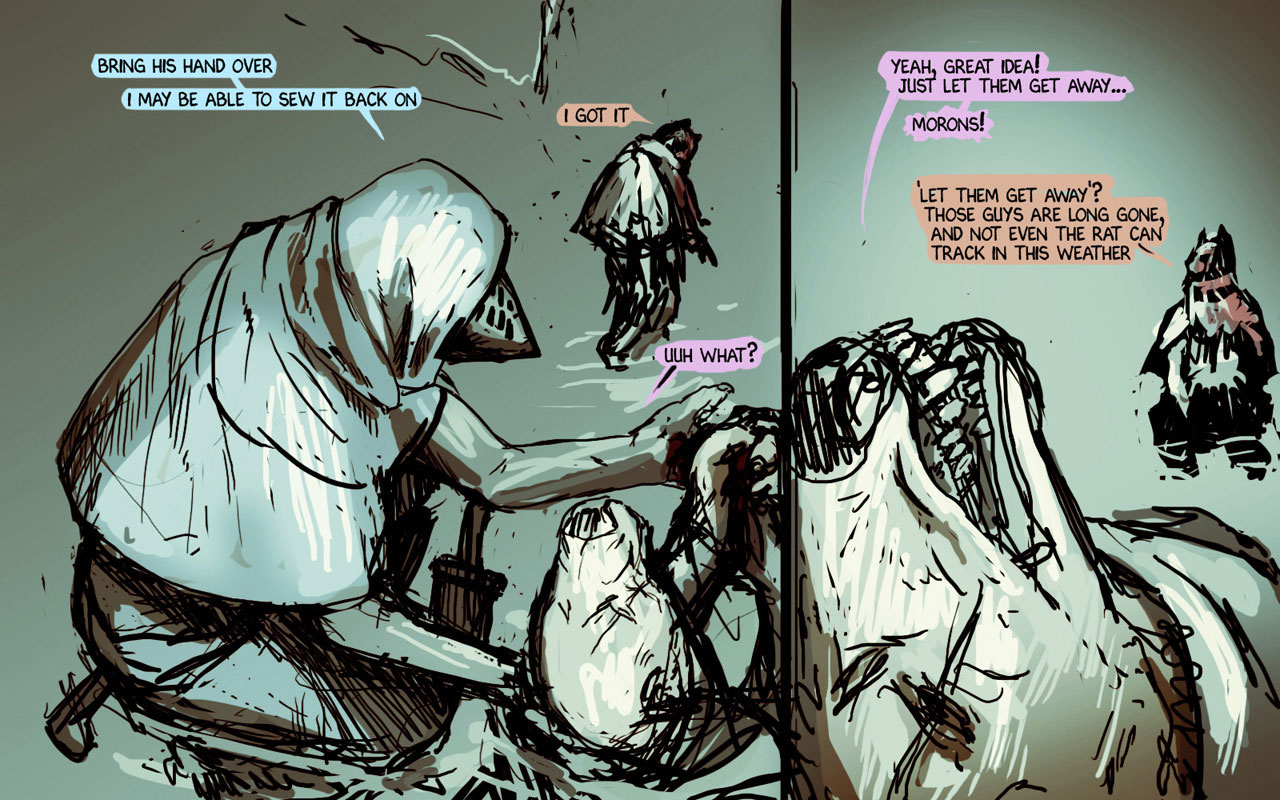 BRING HIS HAND OVER
I MAY BE ABLE TO SEW IT BACK ON
I GOT IT
UUH WHAT?
YEAH, GREAT IDEA!
JUST LET THEM GET AWAY...
MORONS!
'LET THEM GET AWAY'?
THOSE GUYS ARE LONG GONE,
AND NOT EVEN THE RAT CAN
TRACK IN THIS WEATHER